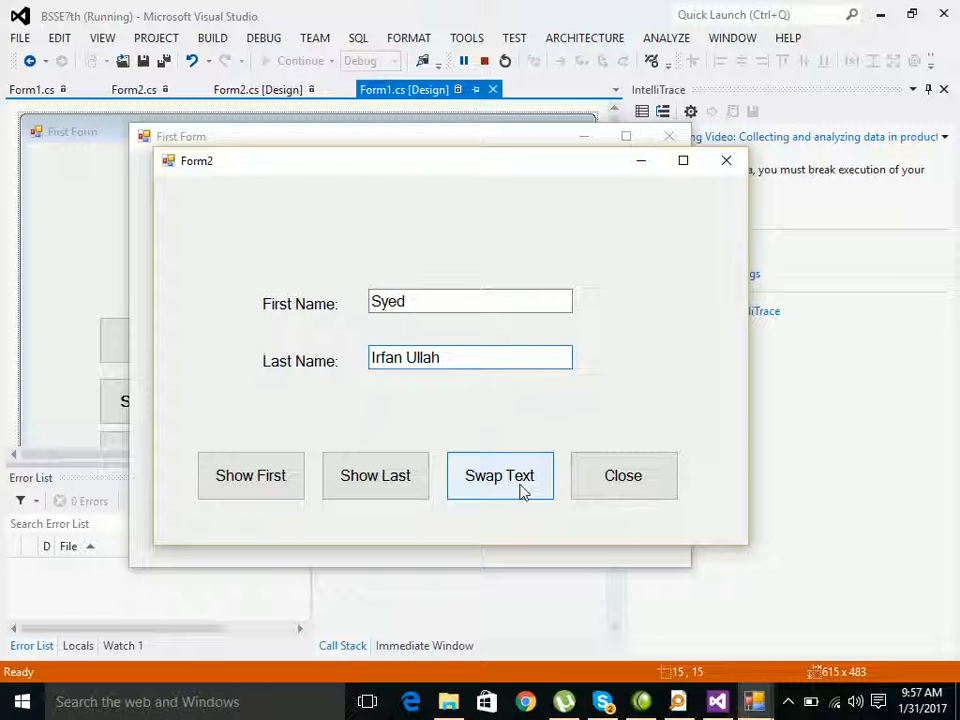 BSSE7th (Running) - Microsoft Visual Studio
Quick Launch (Ctrl+Q)
FILE EDIT VIEW PROJECT BUILD DEBUG TEAM SQL FORMAT TOOLS TEST ARCHITECTURE ANALYZE WINDOW HELP
Continue Debug
Form1.cs Form2.cs Form2.cs [Design] Form1.cs [Design]
IntelliTrace
First Form
First Form
ng Video: Collecting and analyzing data in product
Form2
a, you must break execution of your
ngs
lliTrace
First Name: Syed
Last Name: Irfan Ullah
S
Show First Show Last Swap Text Close
Error List
0 Errors
Search Error List
D File
Error List Locals Watch 1 Call Stack Immediate Window
Ready 15 , 15 615 x 483
Search the web and Windows
2
9:57 AM
1/31/2017